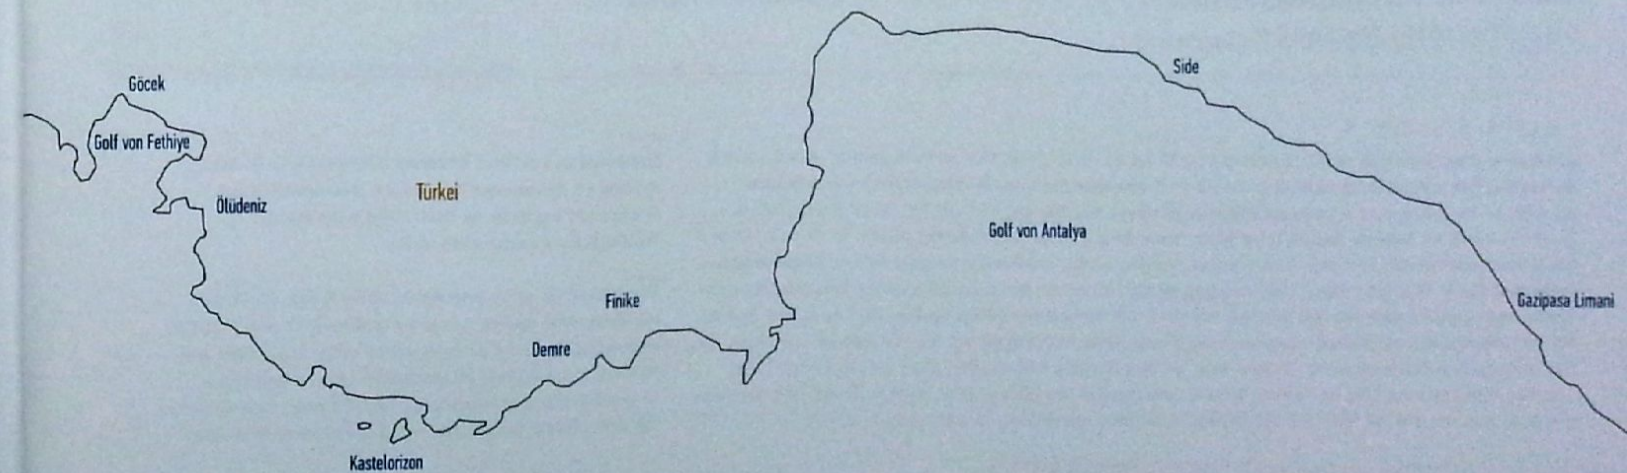 Side
Göcek
Golf von Fethiye
Türkei
Ölüdeniz
Golf von Antalya
Finike
Gazipasa Limani
Demre
Kastelorizon